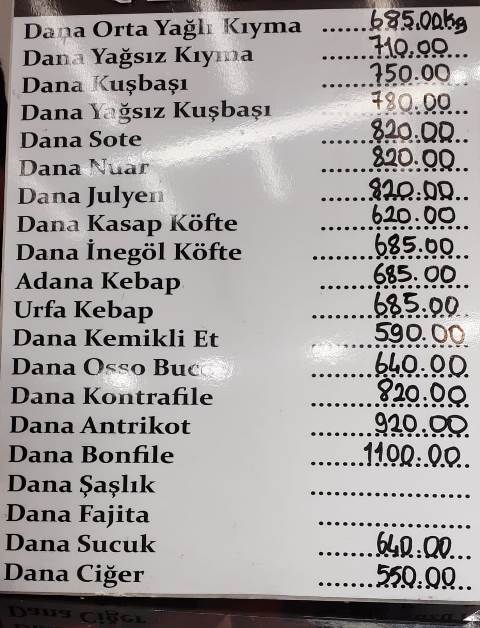 Dana Orta Yağlı Kıyma ......685.00kg
Dana Yağsız Kıyma ......710.00
Dana Kuşbaşı ......750.00
Dana Yağsız Kuşbaşı ......780.00
Dana Sote ......820.00
Dana Nuar ......820.00
Dana Julyen ......820.00
Dana Kasap Köfte ......620.00
Dana İnegöl Köfte ......685.00
Adana Kebap ......685.00
Urfa Kebap ......685.00
Dana Kemikli Et ......590.00
Dana Osso Buco ......640.00
Dana Kontrafile ......820.00
Dana Antrikot ......920.00
Dana Bonfile ......1100.00
Dana Şaşlık ......
Dana Fajita ......
Dana Sucuk ......640.00
Dana Ciğer ......550.00